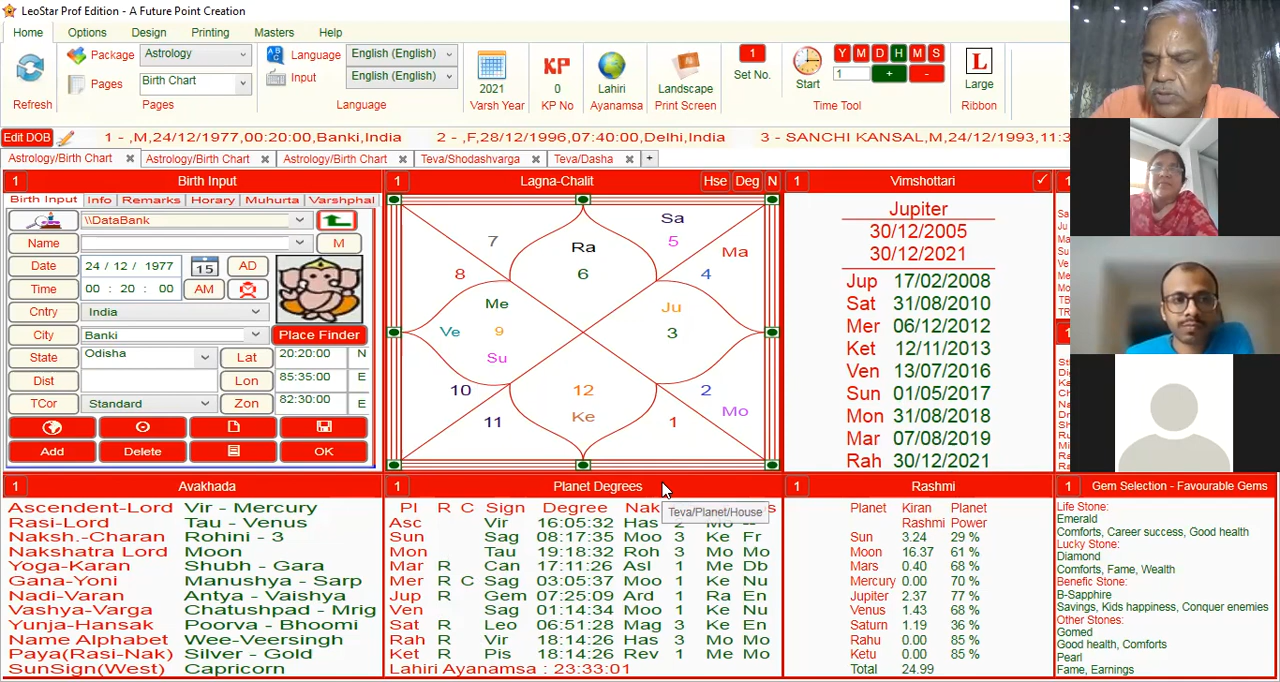 LeoStar Prof Edition - A Future Point Creation
Home Options Design Printing Masters Help
Refresh
Package Astrology
Pages Birth Chart
Pages
Language English (English)
Input English (English)
Language
2021
Varsh Year
KP
0
KP No
Lahiri
Ayanamsa
Landscape
Print Screen
1
Set No.
Start
Y M D H M S
1 + -
Time Tool
L
Large
Ribbon
Edit DOB 1 - ,M,24/12/1977,00:20:00,Banki,India 2 - ,F,28/12/1996,07:40:00,Delhi,India 3 - SANCHI KANSAL,M,24/12/1993,11:3
Astrology/Birth Chart × Astrology/Birth Chart × Astrology/Birth Chart × Teva/Shodashvarga × Teva/Dasha × +
1 Birth Input
Birth Input Info Remarks Horary Muhurta Varshphal
\\DataBank
Name M
Date 24 / 12 / 1977 15 AD
Time 00 : 20 : 00 AM
Cntry India
City Banki Place Finder
State Odisha Lat 20:20:00 N
Dist Lon 85:35:00 E
TCor Standard Zon 82:30:00 E
Add Delete OK
1 Lagna-Chalit Hse Deg N
Sa
7 5
Ra Ma
8 6 4
Me Ju
Ve 9 3
Su
10 12 2
Ke Mo
11 1
1 Vimshottari ✓
Jupiter
30/12/2005
30/12/2021
Jup 17/02/2008
Sat 31/08/2010
Mer 06/12/2012
Ket 12/11/2013
Ven 13/07/2016
Sun 01/05/2017
Mon 31/08/2018
Mar 07/08/2019
Rah 30/12/2021
1
Sa
Ju
Ma
Ve
Me
Mo
TB
TR
1 Avakhada
Ascendent-Lord Vir - Mercury
Rasi-Lord Tau - Venus
Naksh.-Charan Rohini - 3
Nakshatra Lord Moon
Yoga-Karan Shubh - Gara
Gana-Yoni Manushya - Sarp
Nadi-Varan Antya - Vaishya
Vashya-Varga Chatushpad - Mrig
Yunja-Hansak Poorva - Bhoomi
Name Alphabet Wee-Veersingh
Paya(Rasi-Nak) Silver - Gold
SunSign(West) Capricorn
1 Planet Degrees
Teva/Planet/House
Pl R C Sign Degree Nak
Asc Vir 16:05:32 Has 2 Mo --
Sun Sag 08:17:35 Moo 3 Ke Fr
Mon Tau 19:18:32 Roh 3 Mo Mo
Mar R Can 17:11:26 Asl 1 Me Db
Mer R C Sag 03:05:37 Moo 1 Ke Nu
Jup R Gem 07:25:09 Ard 1 Ra En
Ven Sag 01:14:34 Moo 1 Ke Nu
Sat R Leo 06:51:28 Mag 3 Ke En
Rah R Vir 18:14:26 Has 3 Mo Mo
Ket R Pis 18:14:26 Rev 1 Me Mo
Lahiri Ayanamsa : 23:33:01
1 Rashmi
Planet Kiran Planet
Rashmi Power
Sun 3.24 29 %
Moon 16.37 61 %
Mars 0.40 68 %
Mercury 0.00 70 %
Jupiter 2.37 77 %
Venus 1.43 68 %
Saturn 1.19 36 %
Rahu 0.00 85 %
Ketu 0.00 85 %
Total 24.99
1 Gem Selection - Favourable Gems
Life Stone:
Emerald
Comforts, Career success, Good health
Lucky Stone:
Diamond
Comforts, Fame, Wealth
Benefic Stone:
B-Sapphire
Savings, Kids happiness, Conquer enemies
Other Stones:
Gomed
Good health, Comforts
Pearl
Fame, Earnings